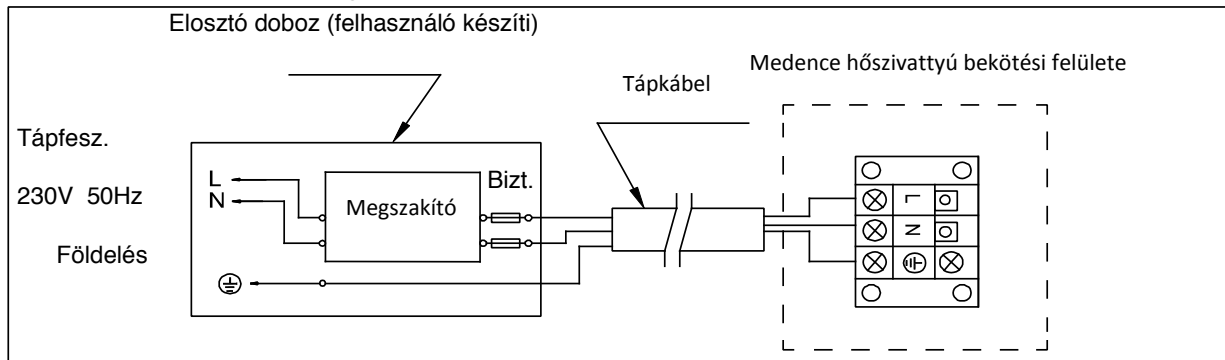 Elosztó doboz (felhasználó készíti)
Medence hőszivattyú bekötési felülete
Tápkábel
Tápfesz.
230V 50Hz
Földelés
L
N
Megszakító
Bizt.
L
N